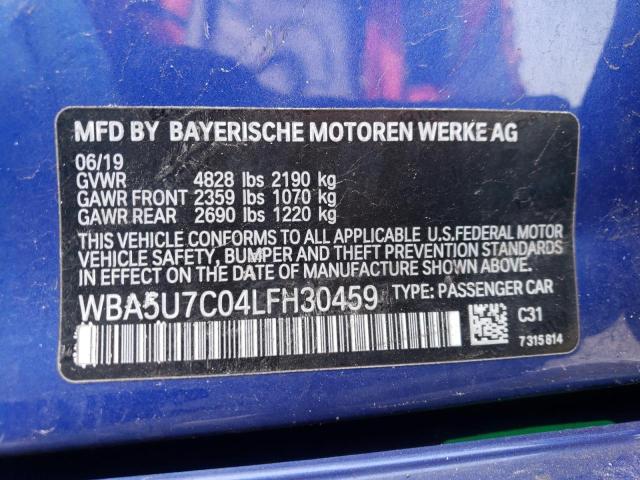 MFD BY BAYERISCHE MOTOREN WERKE AG
06/19
GVWR 4828 lbs 2190 kg
GAWR FRONT 2359 lbs 1070 kg
GAWR REAR 2690 lbs 1220 kg
THIS VEHICLE CONFORMS TO ALL APPLICABLE U.S.FEDERAL MOTOR
VEHICLE SAFETY, BUMPER AND THEFT PREVENTION STANDARDS
IN EFFECT ON THE DATE OF MANUFACTURE SHOWN ABOVE.
WBA5U7C04LFH30459 TYPE: PASSENGER CAR
C31
7315814